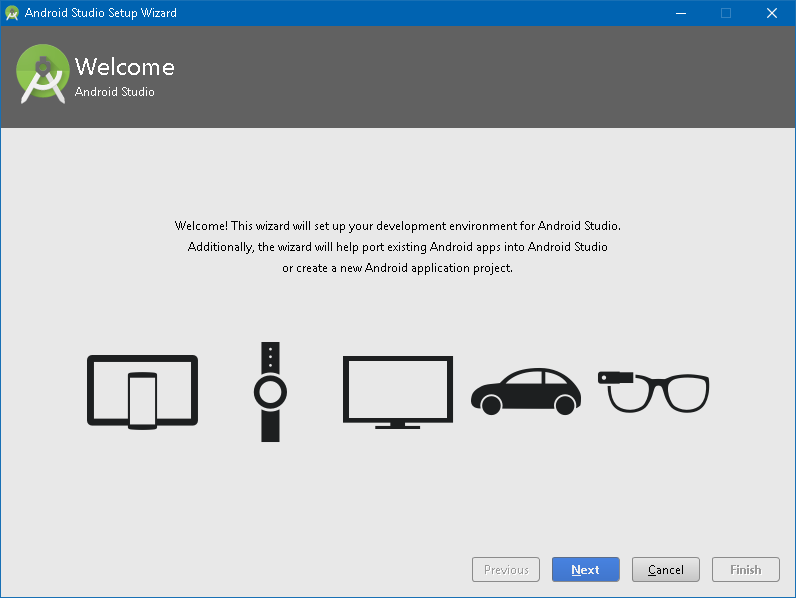 Android Studio Setup Wizard
Welcome
Android Studio
Welcome! This wizard will set up your development environment for Android Studio.
Additionally, the wizard will help port existing Android apps into Android Studio
or create a new Android application project.
Previous Next Cancel Finish